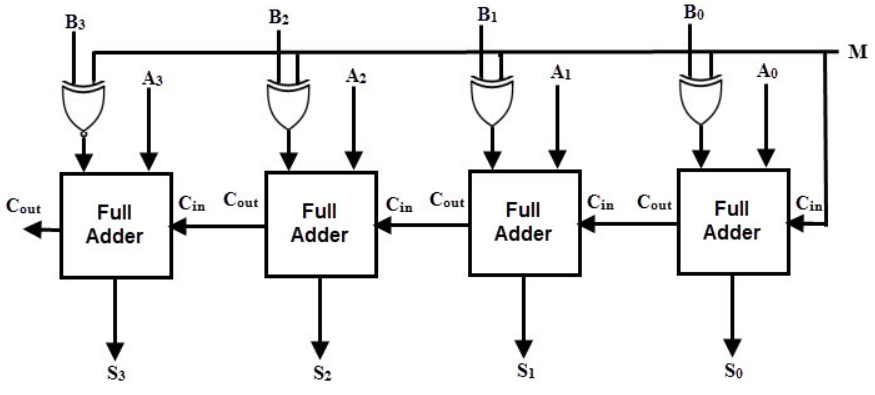 B3
B2
B1
B0
M
A3
A2
A1
A0
Cout
Full
Adder
Cin
Cout
Full
Adder
Cin
Cout
Full
Adder
Cin
Cout
Full
Adder
Cin
S3
S2
S1
S0